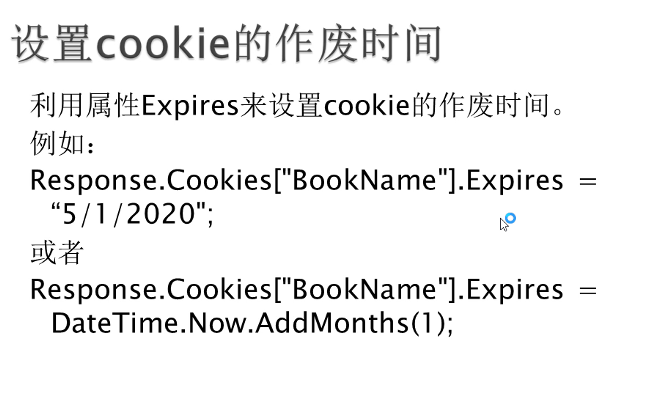 设置cookie的作废时间
利用属性Expires来设置cookie的作废时间。
例如：
Response.Cookies["BookName"].Expires =
“5/1/2020";
或者
Response.Cookies["BookName"].Expires =
DateTime.Now.AddMonths(1);